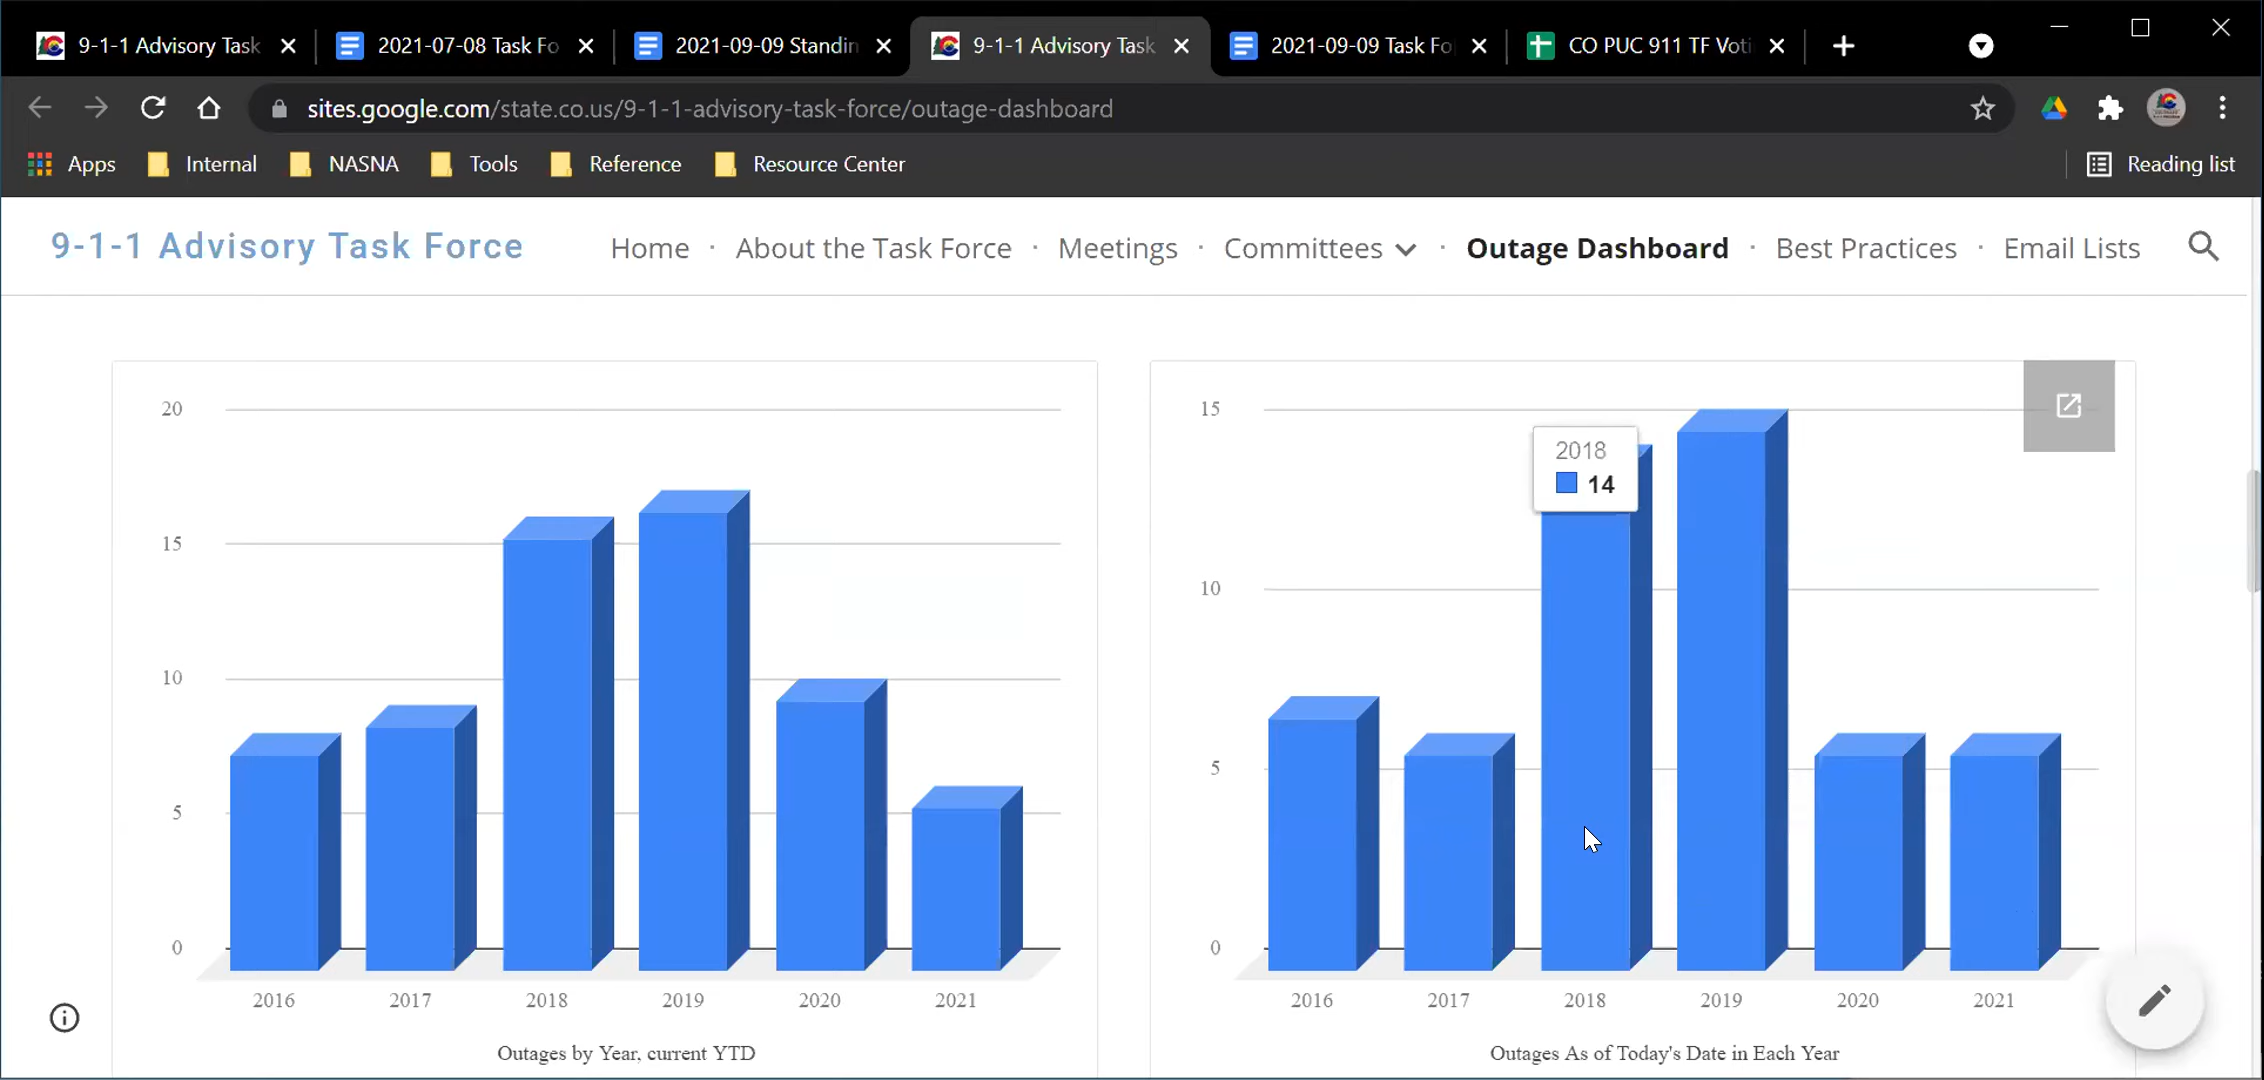 9-1-1 Advisory Task
2021-07-08 Task Fo
2021-09-09 Standin
9-1-1 Advisory Task
2021-09-09 Task Fo
CO PUC 911 TF Voti
sites.google.com/state.co.us/9-1-1-advisory-task-force/outage-dashboard
Apps
Internal
NASNA
Tools
Reference
Resource Center
Reading list
9-1-1 Advisory Task Force
Home · About the Task Force · Meetings · Committees · Outage Dashboard · Best Practices · Email Lists
20
15
10
5
0
2016 2017 2018 2019 2020 2021
Outages by Year, current YTD
15
10
5
0
2018
14
2016 2017 2018 2019 2020 2021
Outages As of Today's Date in Each Year